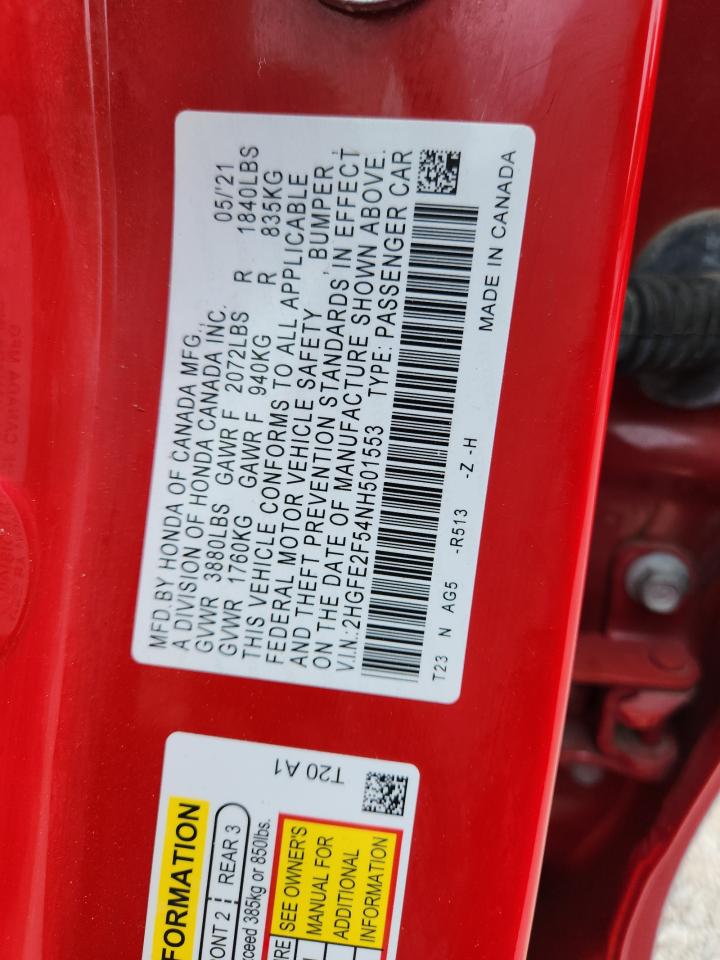 MFD.BY HONDA OF CANADA MFG.,
A DIVISION OF HONDA CANADA INC. 05/'21
GVWR 3880LBS GAWR F 2072LBS R 1840LBS
GVWR 1760KG GAWR F 940KG R 835KG
THIS VEHICLE CONFORMS TO ALL APPLICABLE
FEDERAL MOTOR VEHICLE SAFETY , BUMPER ,
AND THEFT PREVENTION STANDARDS IN EFFECT
ON THE DATE OF MANUFACTURE SHOWN ABOVE.
V.I.N.:2HGFE2F54NH501553 TYPE: PASSENGER CAR
T23 N AG5 -R513 -Z -H
MADE IN CANADA
T20 A1
FORMATION
ONT 2 REAR 3
xceed 385kg or 850lbs.
RE SEE OWNER'S
MANUAL FOR
ADDITIONAL
INFORMATION